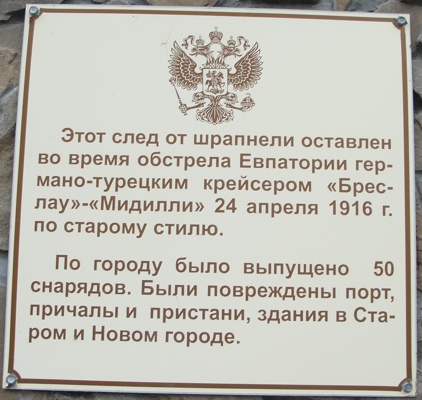 Этот след от шрапнели оставлен
во время обстрела Евпатории гер-
мано-турецким крейсером «Брес-
лау»-«Мидилли» 24 апреля 1916 г.
по старому стилю.
По городу было выпущено 50
снарядов. Были повреждены порт,
причалы и пристани, здания в Ста-
ром и Новом городе.